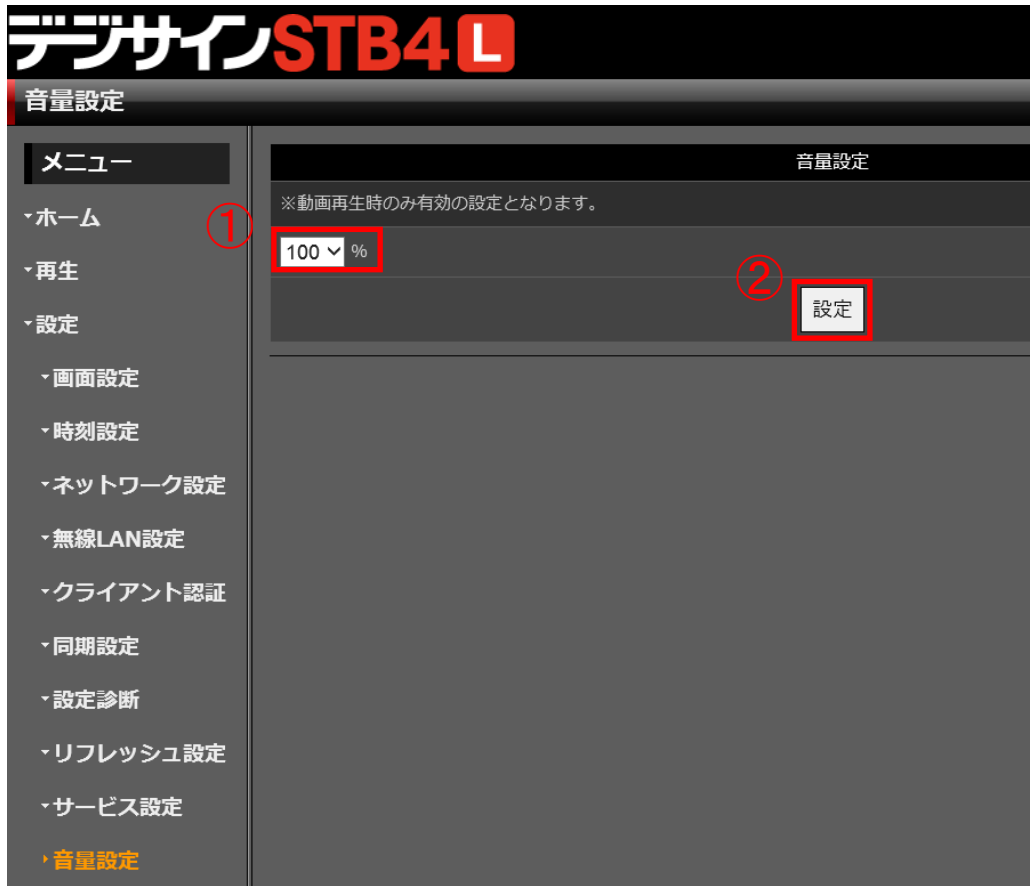 デジサインSTB4 L
音量設定
メニュー
ホーム
再生
設定
画面設定
時刻設定
ネットワーク設定
無線LAN設定
クライアント認証
同期設定
設定診断
リフレッシュ設定
サービス設定
音量設定
音量設定
※動画再生時のみ有効の設定となります。
①
100 %
②
設定